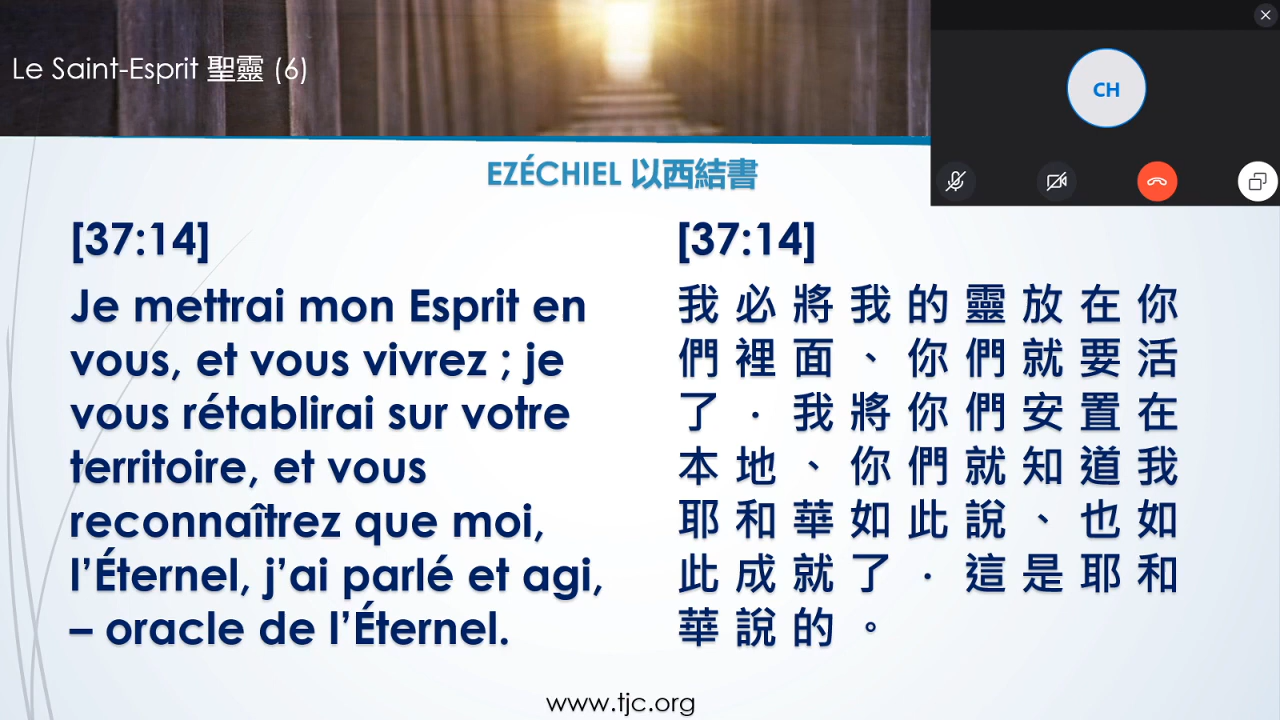 Le Saint-Esprit 聖靈 (6)
CH
EZÉCHIEL 以西結書
[37:14]
Je mettrai mon Esprit en
vous, et vous vivrez ; je
vous rétablirai sur votre
territoire, et vous
reconnaîtrez que moi,
l’Éternel, j’ai parlé et agi,
– oracle de l’Éternel.
[37:14]
我必將我的靈放在你
們裡面、你們就要活
了．我將你們安置在
本地、你們就知道我
耶和華如此說、也如
此成就了．這是耶和
華說的。
www.tjc.org